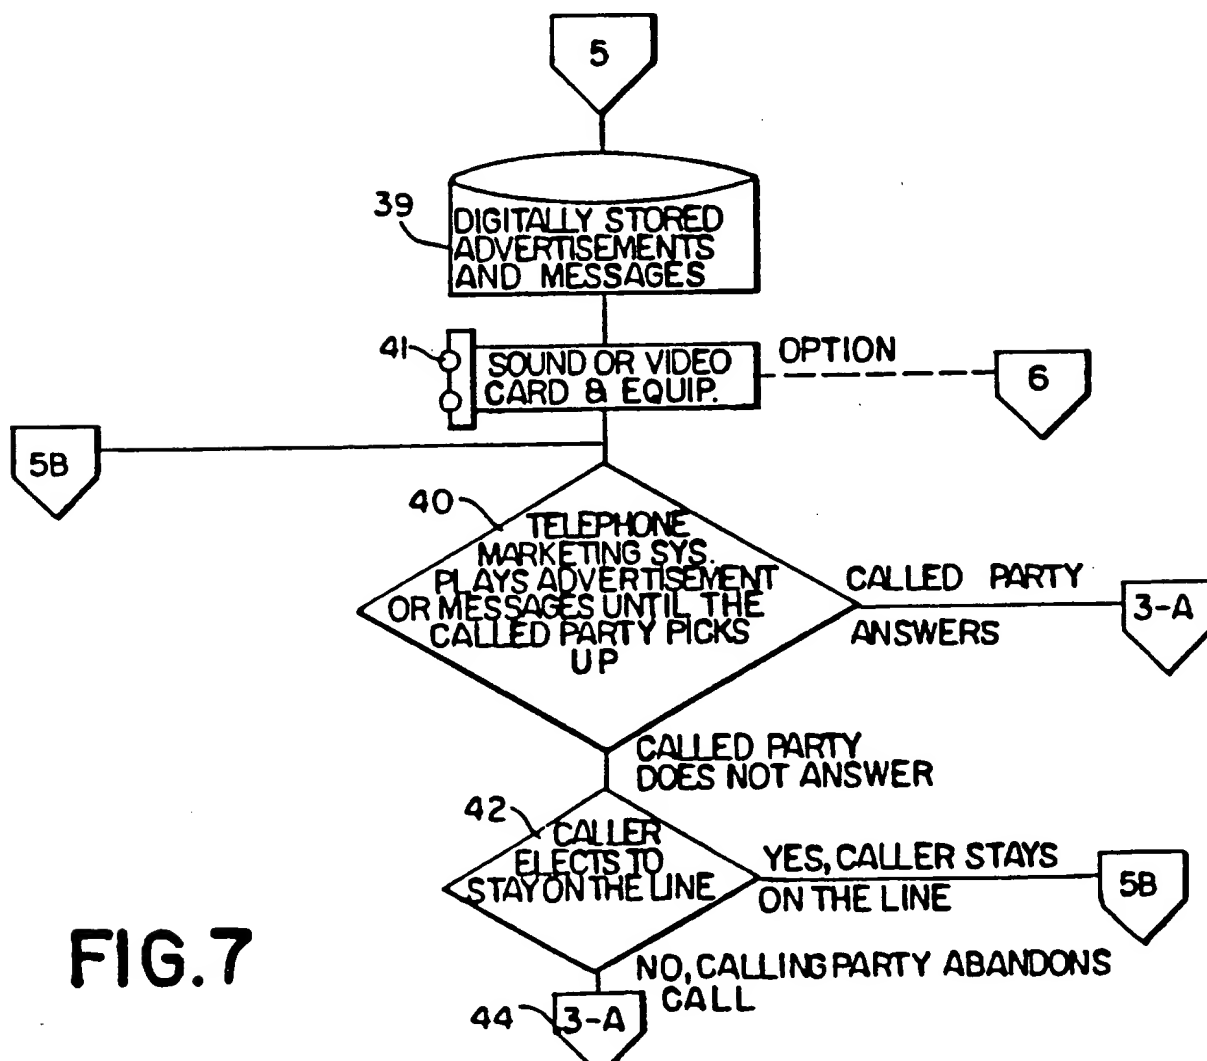 5
39
DIGITALLY STORED
ADVERTISEMENTS
AND MESSAGES
41
SOUND OR VIDEO
CARD & EQUIP.
OPTION
6
5B
40
TELEPHONE
MARKETING SYS.
PLAYS ADVERTISEMENT
OR MESSAGES UNTIL THE
CALLED PARTY PICKS
UP
CALLED PARTY
ANSWERS
3-A
CALLED PARTY
DOES NOT ANSWER
42
CALLER
ELECTS TO
STAY ON THE LINE
YES, CALLER STAYS
ON THE LINE
5B
NO, CALLING PARTY ABANDONS
CALL
44
3-A
FIG.7